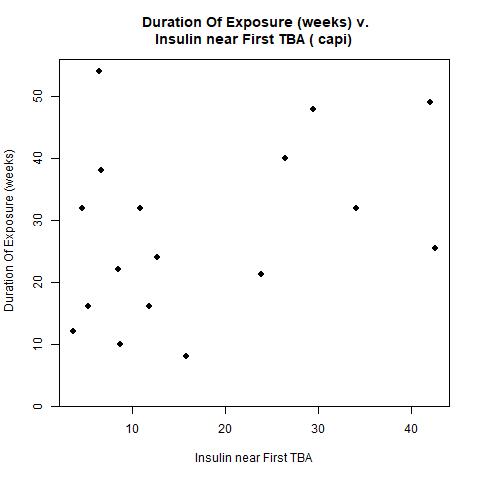 Duration Of Exposure (weeks) v.
Insulin near First TBA ( capi)
Duration Of Exposure (weeks)
50
40
30
20
10
0
10 20 30 40
Insulin near First TBA